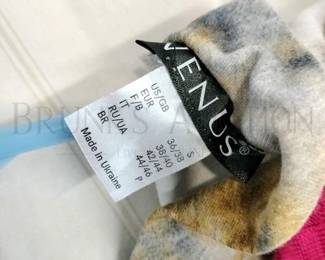 VENUS®
US/GB S
EUR 36/38
F/B 38/40
IT 42/44
RU/UA 44/46
BR P
Made in Ukraine